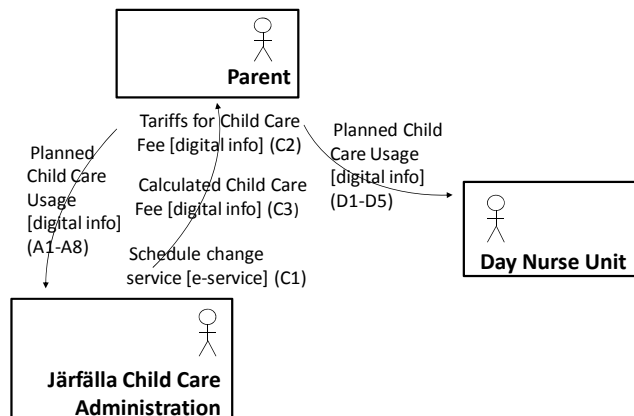 Parent
Tariffs for Child Care
Fee [digital info] (C2)
Calculated Child Care
Fee [digital info] (C3)
Schedule change
service [e-service] (C1)
Planned
Child Care
Usage
[digital info]
(A1-A8)
Planned Child
Care Usage
[digital info]
(D1-D5)
Day Nurse Unit
Järfälla Child Care
Administration